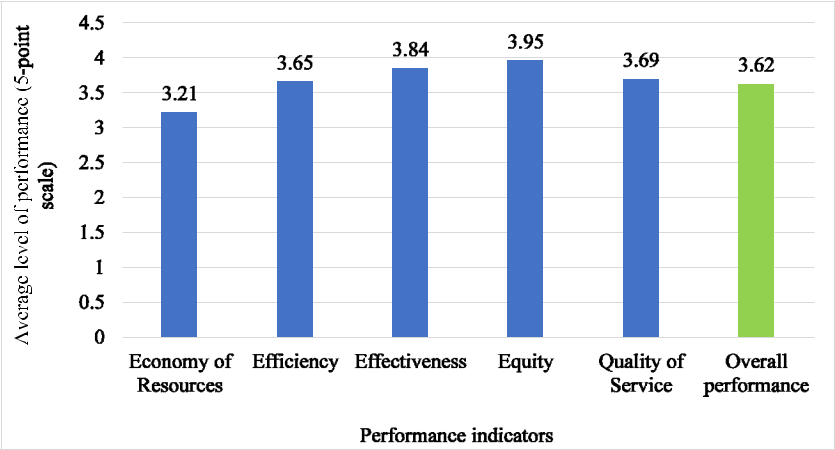 Average level of performance (5-point
scale)
4.5
4
3.5
3
2.5
2
1.5
1
0.5
0
3.21
3.65
3.84
3.95
3.69
3.62
Economy of
Resources
Efficiency
Effectiveness
Equity
Quality of
Service
Overall
performance
Performance indicators